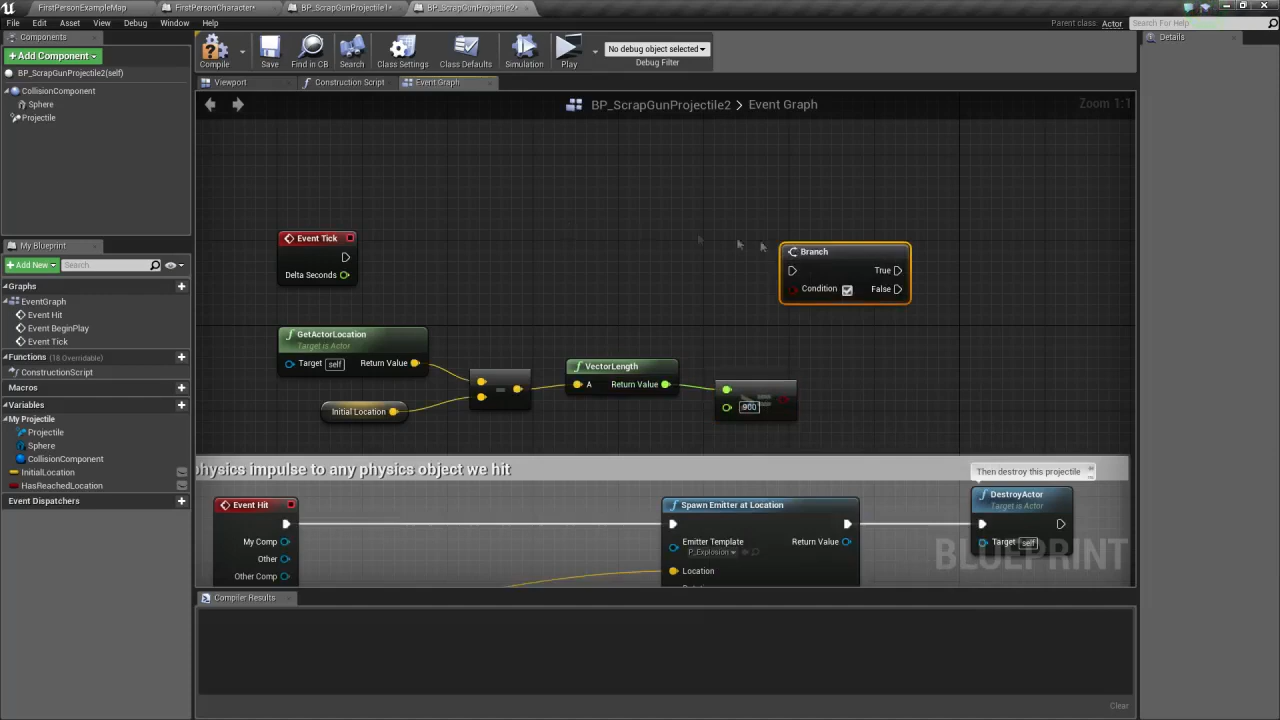 FirstPersonExampleMap
FirstPersonCharacter*
BP_ScrapGunProjectile1*
BP_ScrapGunProjectile2*
File Edit Asset View Debug Window Help
Parent class: Actor
Search For Help
Components
Details
+Add Component
BP_ScrapGunProjectile2(self)
CollisionComponent
Sphere
Projectile
Compile
Save
Find in CB
Search
Class Settings
Class Defaults
Simulation
Play
No debug object selected
Debug Filter
Viewport
Construction Script
Event Graph
BP_ScrapGunProjectile2 > Event Graph
Zoom 1:1
Event Tick
Delta Seconds
Branch
True
Condition
False
GetActorLocation
Target is Actor
Target self
Return Value
Initial Location
VectorLength
A
Return Value
900
My Blueprint
+Add New
Search
Graphs
EventGraph
Event Hit
Event BeginPlay
Event Tick
Functions (18 Overridable)
ConstructionScript
Macros
Variables
My Projectile
Projectile
Sphere
CollisionComponent
InitialLocation
HasReachedLocation
Event Dispatchers
physics impulse to any physics object we hit
Then destroy this projectile
Event Hit
My Comp
Other
Other Comp
Spawn Emitter at Location
Emitter Template
P_Explosion
Return Value
Location
DestroyActor
Target is Actor
Target self
BLUEPRINT
Compiler Results
Clear